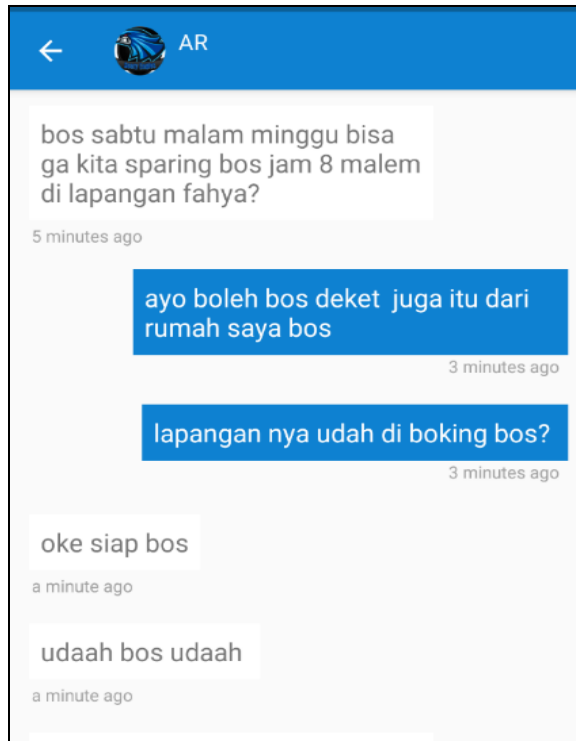 AR
bos sabtu malam minggu bisa
ga kita sparing bos jam 8 malem
di lapangan fahya?
5 minutes ago
ayo boleh bos deket juga itu dari
rumah saya bos
3 minutes ago
lapangan nya udah di boking bos?
3 minutes ago
oke siap bos
a minute ago
udaah bos udaah
a minute ago